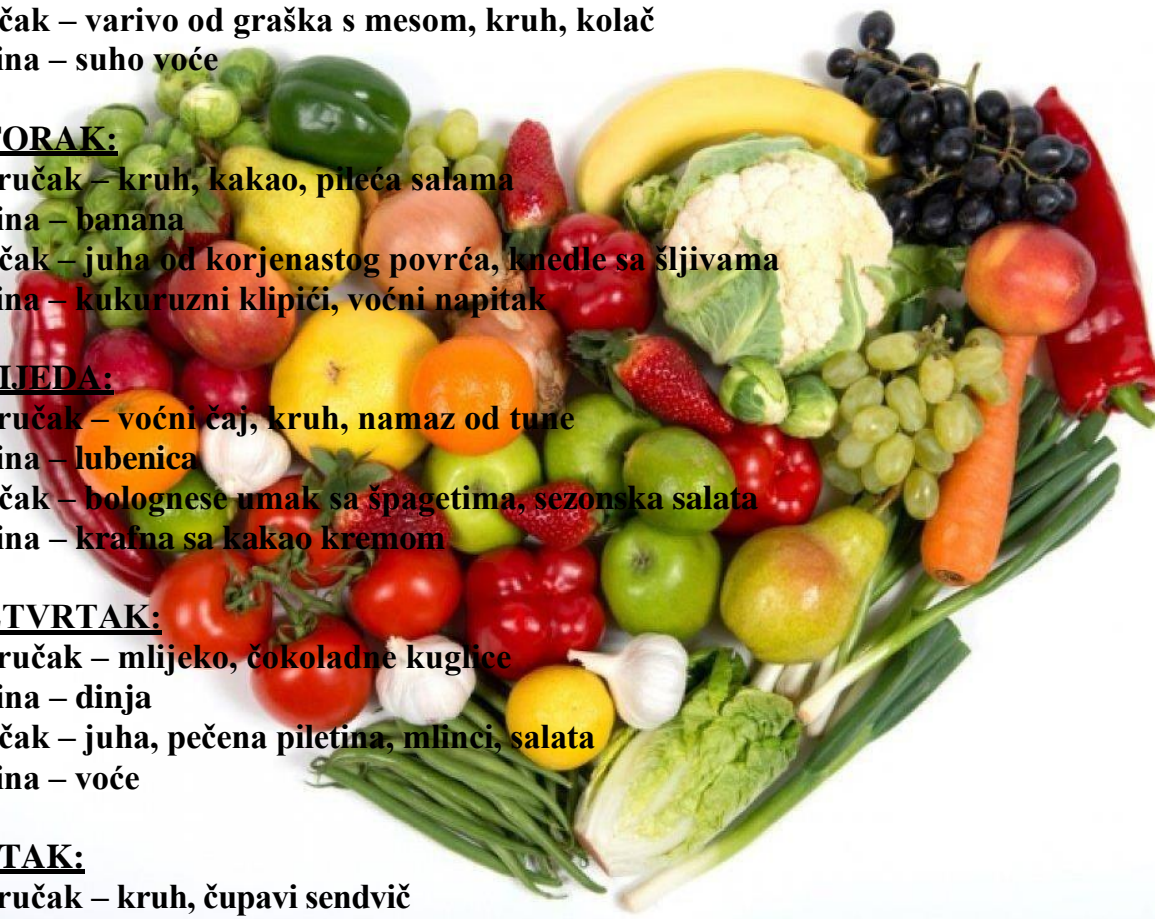 čak – varivo od graška s mesom, kruh, kolač
ina – suho voće
TORAK:
ručak – kruh, kakao, pileća salama
ina – banana
čak – juha od korjenastog povrća, knedle sa šljivama
ina – kukuruzni klipići, voćni napitak
IJEDA:
ručak – voćni čaj, kruh, namaz od tune
ina – lubenica
čak – bolognese umak sa špagetima, sezonska salata
ina – krafna sa kakao kremom
TVRTAK:
ručak – mlijeko, čokoladne kuglice
ina – dinja
čak – juha, pečena piletina, mlinci, salata
ina – voće
TAK:
ručak – kruh, čupavi sendvič